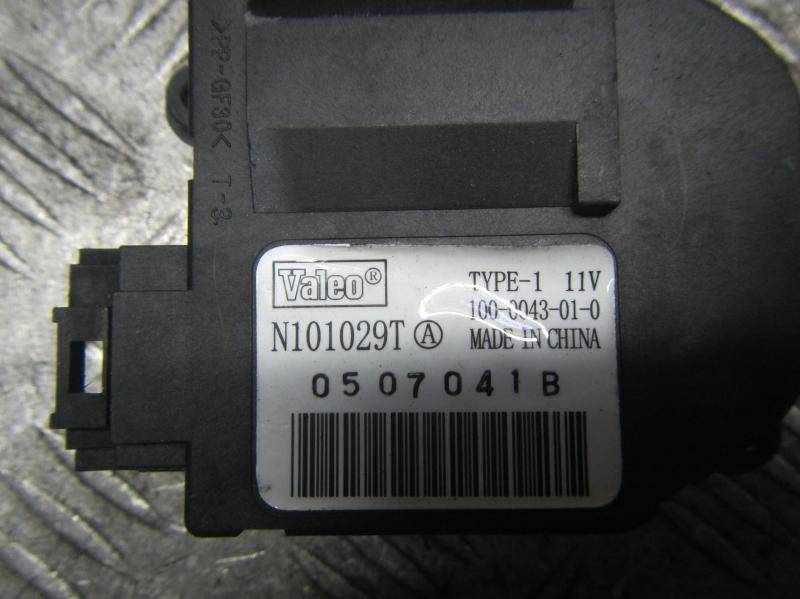 >PP-GF30< T-3.
Valeo®
TYPE-1 11V
100-0043-01-0
N101029T Ⓐ
MADE IN CHINA
0507041B